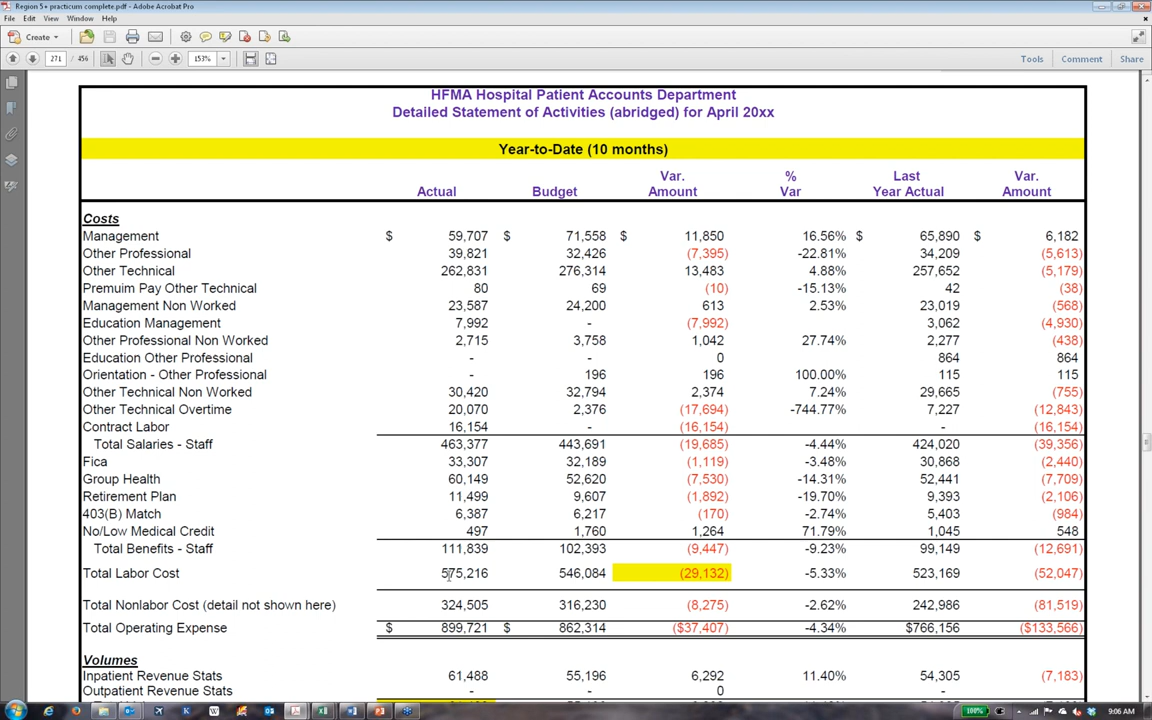 Region 5+ practicum complete.pdf - Adobe Acrobat Pro
File Edit View Window Help
Create
271 / 456 153% Tools Comment Share
HFMA Hospital Patient Accounts Department
Detailed Statement of Activities (abridged) for April 20xx
Year-to-Date (10 months)
Var. % Last Var.
Actual Budget Amount Var Year Actual Amount
Costs
Management $ 59,707 $ 71,558 $ 11,850 16.56% $ 65,890 $ 6,182
Other Professional 39,821 32,426 (7,395) -22.81% 34,209 (5,613)
Other Technical 262,831 276,314 13,483 4.88% 257,652 (5,179)
Premuim Pay Other Technical 80 69 (10) -15.13% 42 (38)
Management Non Worked 23,587 24,200 613 2.53% 23,019 (568)
Education Management 7,992 - (7,992) 3,062 (4,930)
Other Professional Non Worked 2,715 3,758 1,042 27.74% 2,277 (438)
Education Other Professional - - 0 864 864
Orientation - Other Professional - 196 196 100.00% 115 115
Other Technical Non Worked 30,420 32,794 2,374 7.24% 29,665 (755)
Other Technical Overtime 20,070 2,376 (17,694) -744.77% 7,227 (12,843)
Contract Labor 16,154 - (16,154) - (16,154)
Total Salaries - Staff 463,377 443,691 (19,685) -4.44% 424,020 (39,356)
Fica 33,307 32,189 (1,119) -3.48% 30,868 (2,440)
Group Health 60,149 52,620 (7,530) -14.31% 52,441 (7,709)
Retirement Plan 11,499 9,607 (1,892) -19.70% 9,393 (2,106)
403(B) Match 6,387 6,217 (170) -2.74% 5,403 (984)
No/Low Medical Credit 497 1,760 1,264 71.79% 1,045 548
Total Benefits - Staff 111,839 102,393 (9,447) -9.23% 99,149 (12,691)
Total Labor Cost 575,216 546,084 (29,132) -5.33% 523,169 (52,047)
Total Nonlabor Cost (detail not shown here) 324,505 316,230 (8,275) -2.62% 242,986 (81,519)
Total Operating Expense $ 899,721 $ 862,314 ($37,407) -4.34% $766,156 ($133,566)
Volumes
Inpatient Revenue Stats 61,488 55,196 6,292 11.40% 54,305 (7,183)
Outpatient Revenue Stats - - 0
100% 9:06 AM